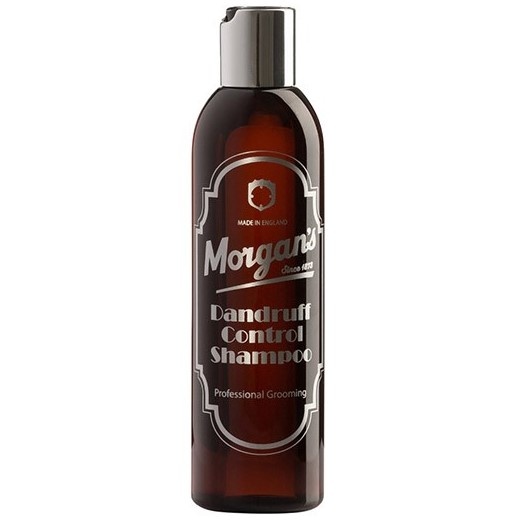 MADE IN ENGLAND
Morgan's
Since 1873
Dandruff
Control
Shampoo
Professional Grooming